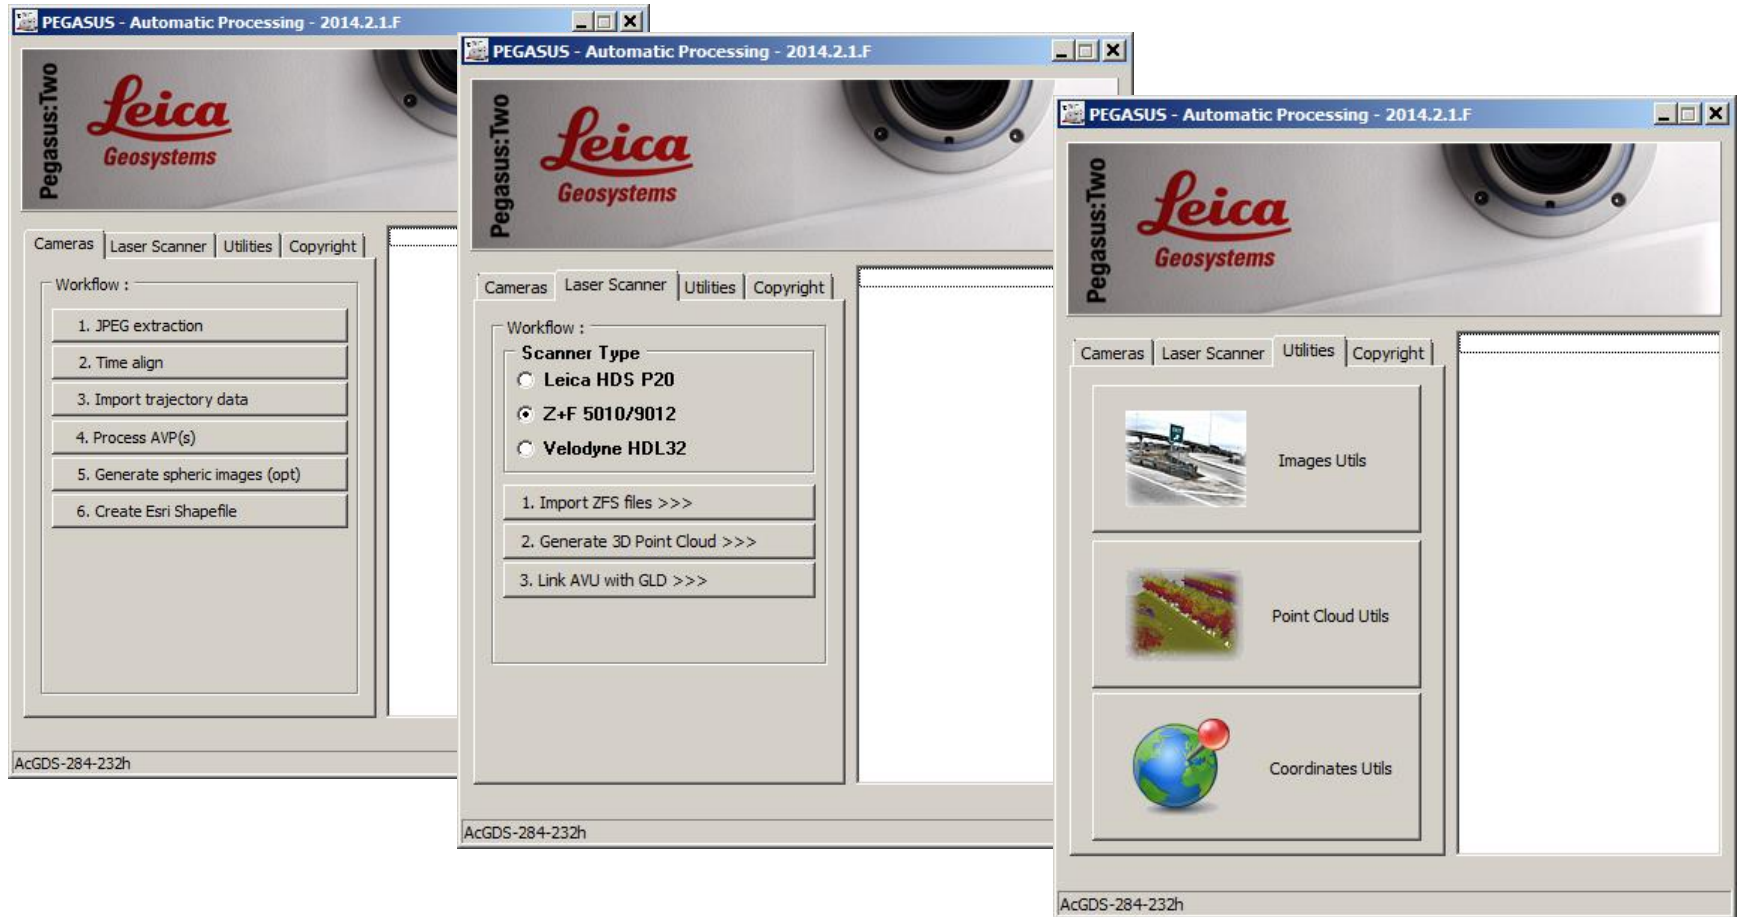 PEGASUS - Automatic Processing - 2014.2.1.F
Pegasus:Two
Leica
Geosystems
Cameras
Laser Scanner
Utilities
Copyright
Workflow :
1. JPEG extraction
2. Time align
3. Import trajectory data
4. Process AVP(s)
5. Generate spheric images (opt)
6. Create Esri Shapefile
AcGDS-284-232h
PEGASUS - Automatic Processing - 2014.2.1.F
Pegasus:Two
Leica
Geosystems
Cameras
Laser Scanner
Utilities
Copyright
Workflow :
Scanner Type
Leica HDS P20
Z+F 5010/9012
Velodyne HDL32
1. Import ZFS files >>>
2. Generate 3D Point Cloud >>>
3. Link AVU with GLD >>>
AcGDS-284-232h
PEGASUS - Automatic Processing - 2014.2.1.F
Pegasus:Two
Leica
Geosystems
Cameras
Laser Scanner
Utilities
Copyright
Images Utils
Point Cloud Utils
Coordinates Utils
AcGDS-284-232h